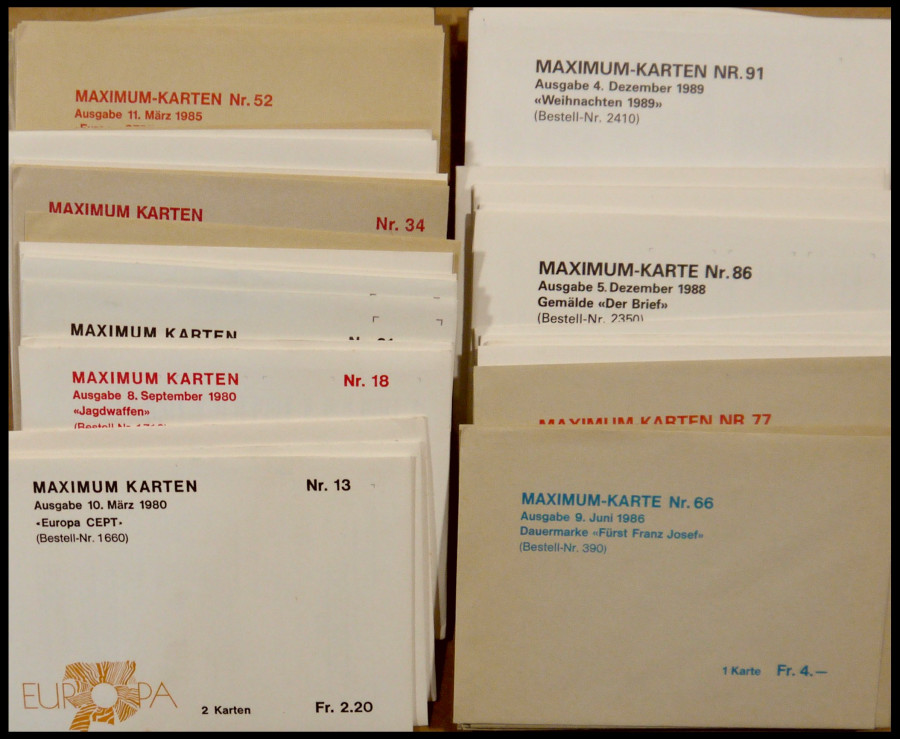 MAXIMUM-KARTEN Nr. 52
Ausgabe 11. März 1985
MAXIMUM KARTEN Nr. 34
MAXIMUM KARTEN
MAXIMUM KARTEN Nr. 18
Ausgabe 8. September 1980
«Jagdwaffen»
MAXIMUM KARTEN Nr. 13
Ausgabe 10. März 1980
«Europa CEPT»
(Bestell-Nr. 1660)
EUROPA
2 Karten Fr. 2.20
MAXIMUM-KARTEN NR. 91
Ausgabe 4. Dezember 1989
«Weihnachten 1989»
(Bestell-Nr. 2410)
MAXIMUM-KARTE Nr. 86
Ausgabe 5. Dezember 1988
Gemälde «Der Brief»
(Bestell-Nr. 2350)
MAXIMUM KARTEN NR 77
MAXIMUM-KARTE Nr. 66
Ausgabe 9. Juni 1986
Dauermarke «Fürst Franz Josef»
(Bestell-Nr. 390)
1 Karte Fr. 4.—